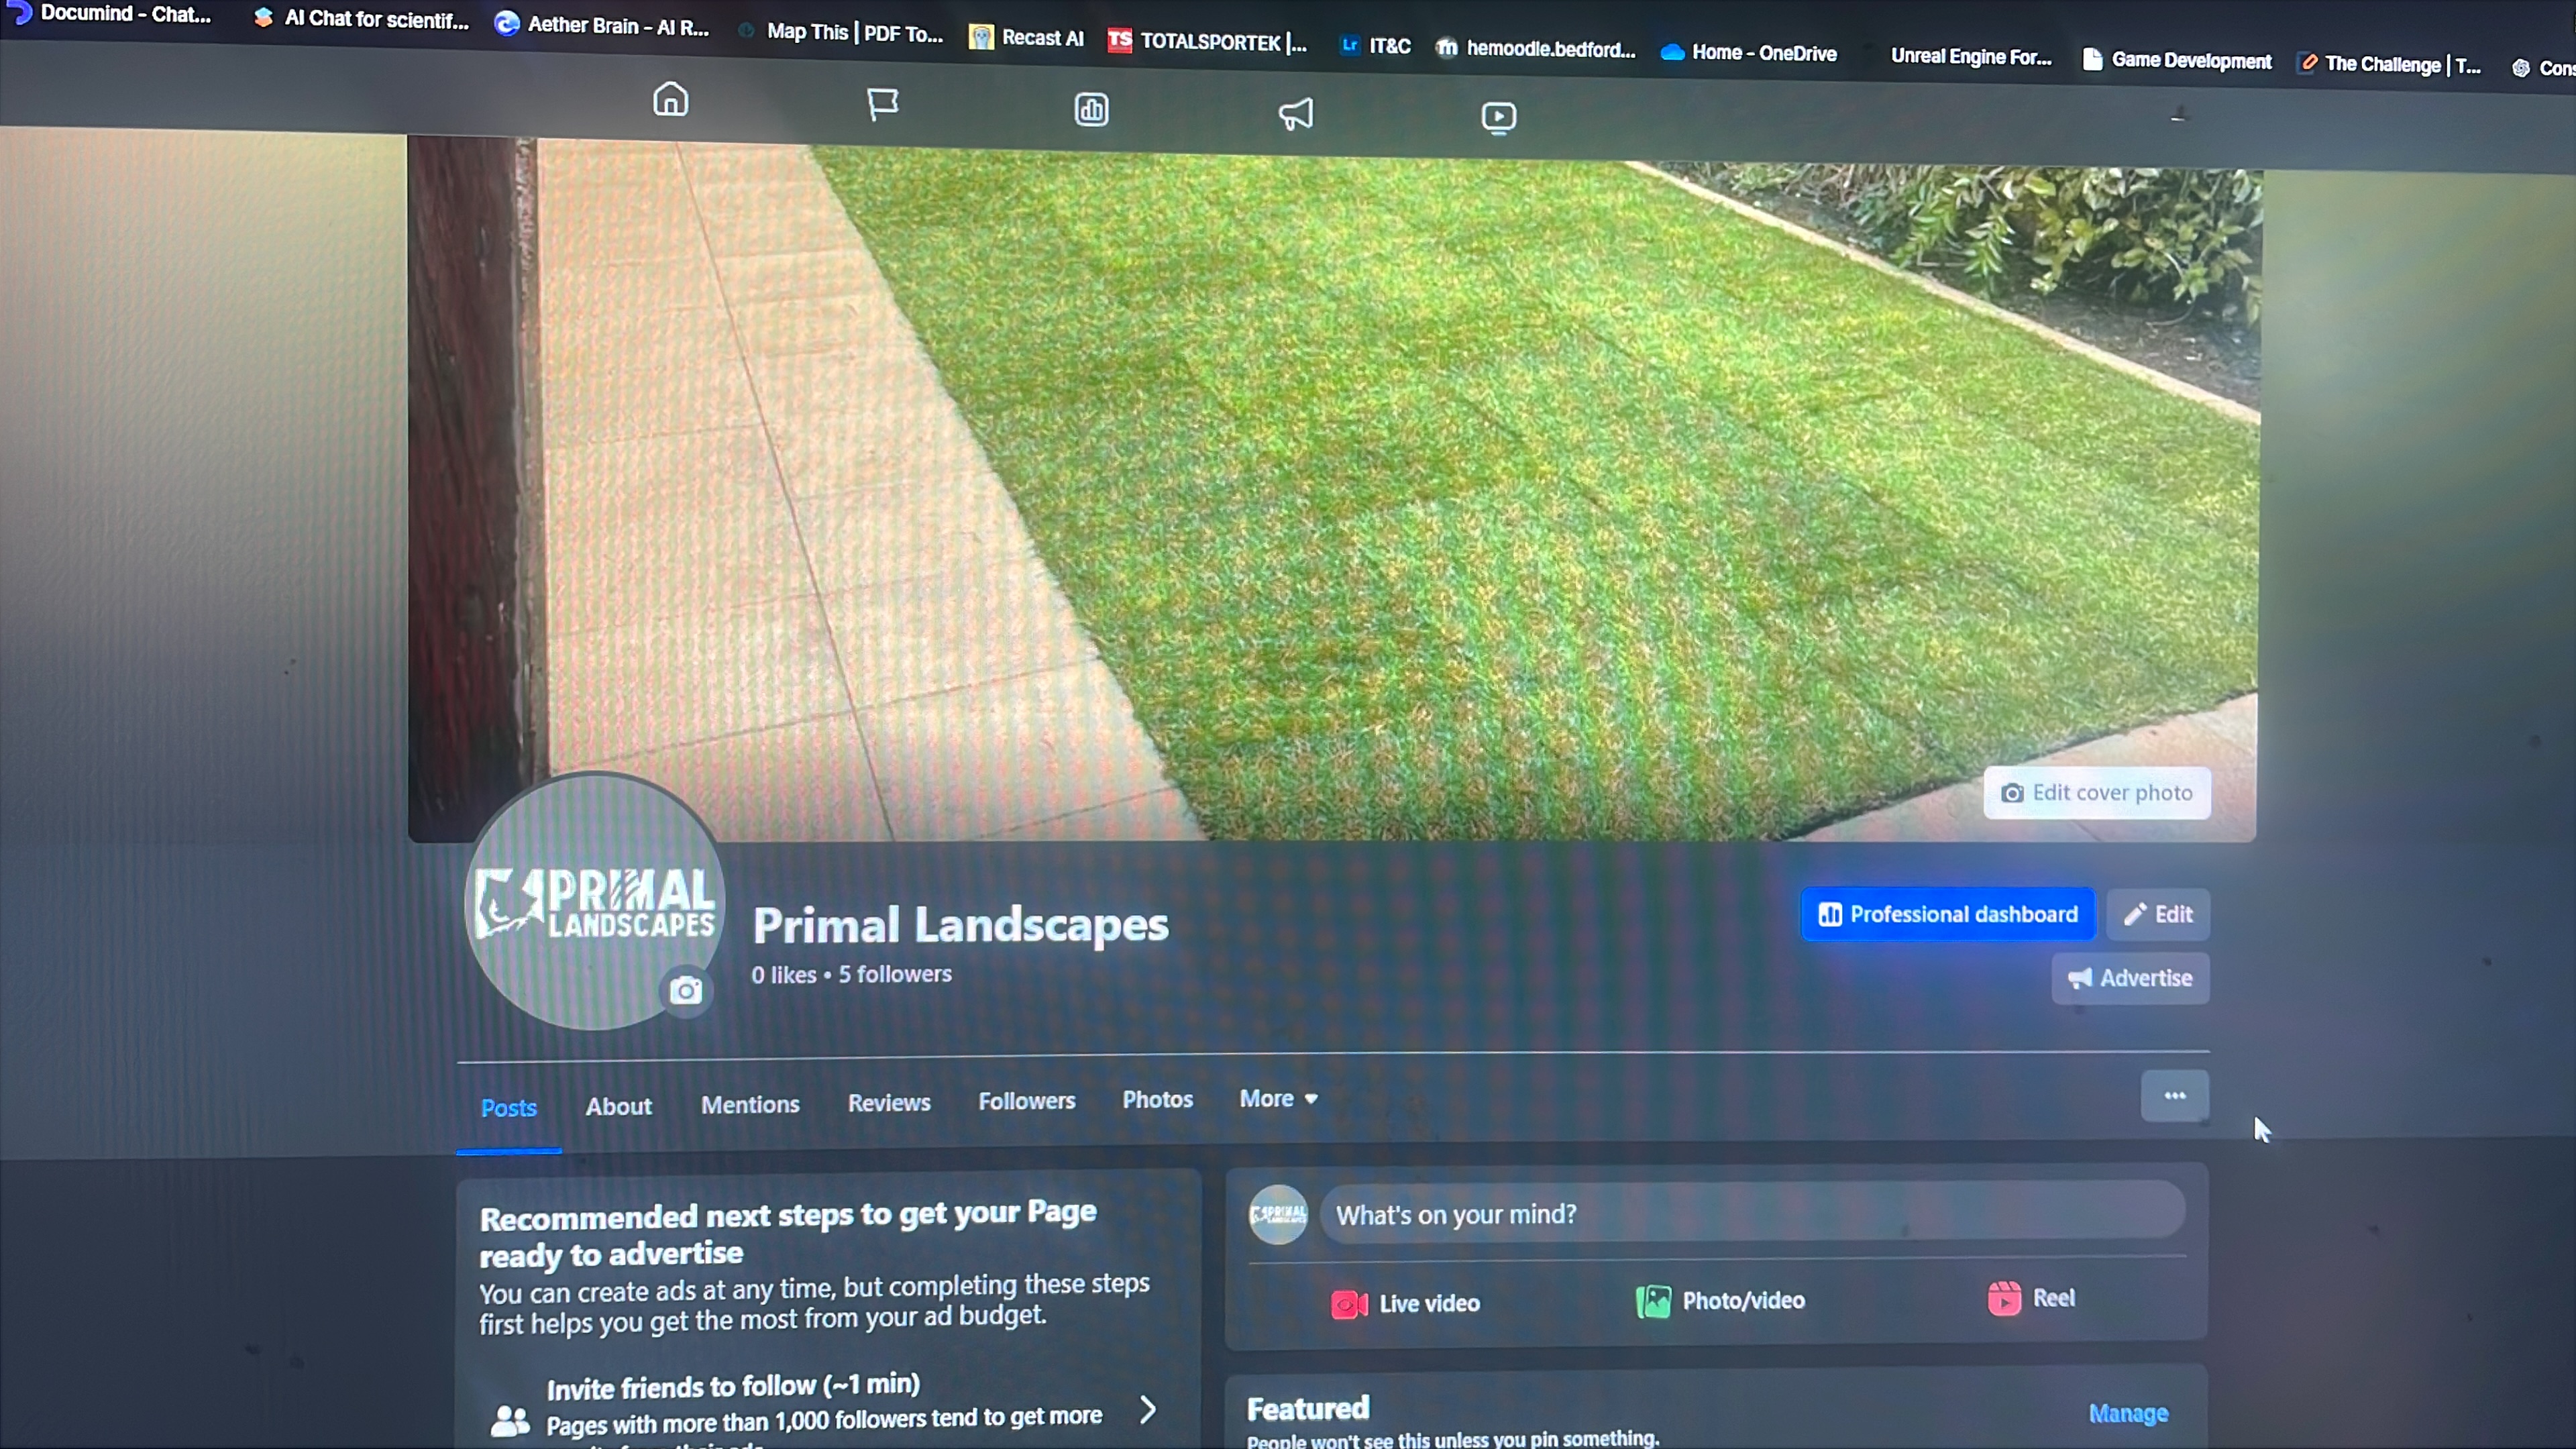 Documind - Chat...
AI Chat for scientif...
Aether Brain - AI R...
Map This | PDF To...
Recast AI
TS TOTALSPORTEK |...
Lr IT&C
m hemoodle.bedford...
Home - OneDrive
Unreal Engine For...
Game Development
The Challenge | T...
Cons
Edit cover photo
PRIMAL
LANDSCAPES
Primal Landscapes
0 likes • 5 followers
Professional dashboard
Edit
Advertise
Posts
About
Mentions
Reviews
Followers
Photos
More
Recommended next steps to get your Page
ready to advertise
You can create ads at any time, but completing these steps
first helps you get the most from your ad budget.
Invite friends to follow (~1 min)
Pages with more than 1,000 followers tend to get more
PRIMAL
LANDSCAPES
What's on your mind?
Live video
Photo/video
Reel
Featured
Manage
People won't see this unless you pin something.